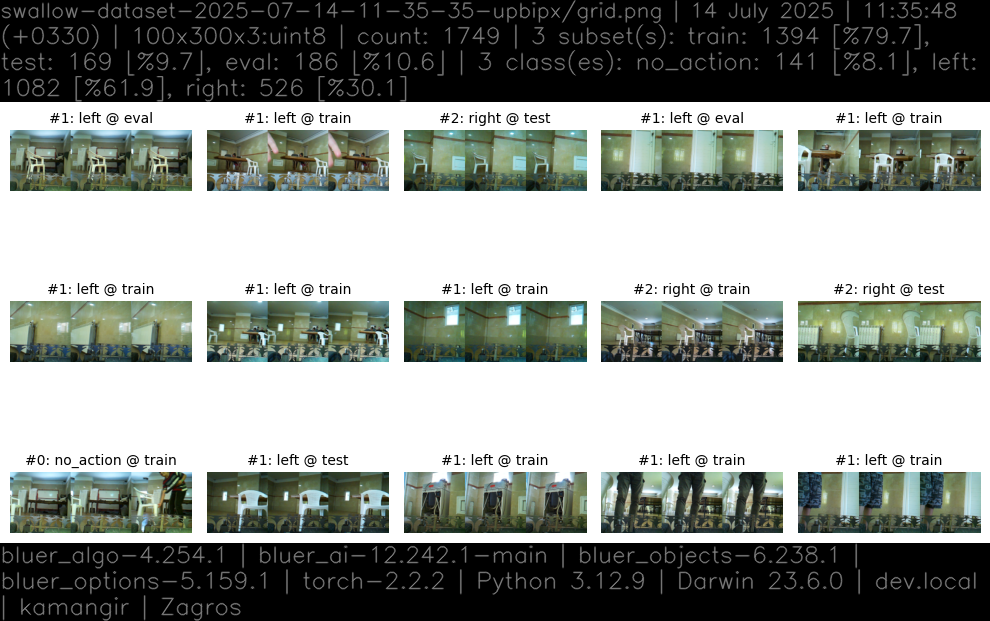 swallow-dataset-2025-07-14-11-35-35-upbipx/grid.png | 14 July 2025 | 11:35:48
(+0330) | 100x300x3:uint8 | count: 1749 | 3 subset(s): train: 1394 [%79.7],
test: 169 [%9.7], eval: 186 [%10.6] | 3 class(es): no_action: 141 [%8.1], left:
1082 [%61.9], right: 526 [%30.1]
#1: left @ eval
#1: left @ train
#2: right @ test
#1: left @ eval
#1: left @ train
#1: left @ train
#1: left @ train
#1: left @ train
#2: right @ train
#2: right @ test
#0: no_action @ train
#1: left @ test
#1: left @ train
#1: left @ train
#1: left @ train
bluer_algo-4.254.1 | bluer_ai-12.242.1-main | bluer_objects-6.238.1 |
bluer_options-5.159.1 | torch-2.2.2 | Python 3.12.9 | Darwin 23.6.0 | dev.local
| kamangir | Zagros